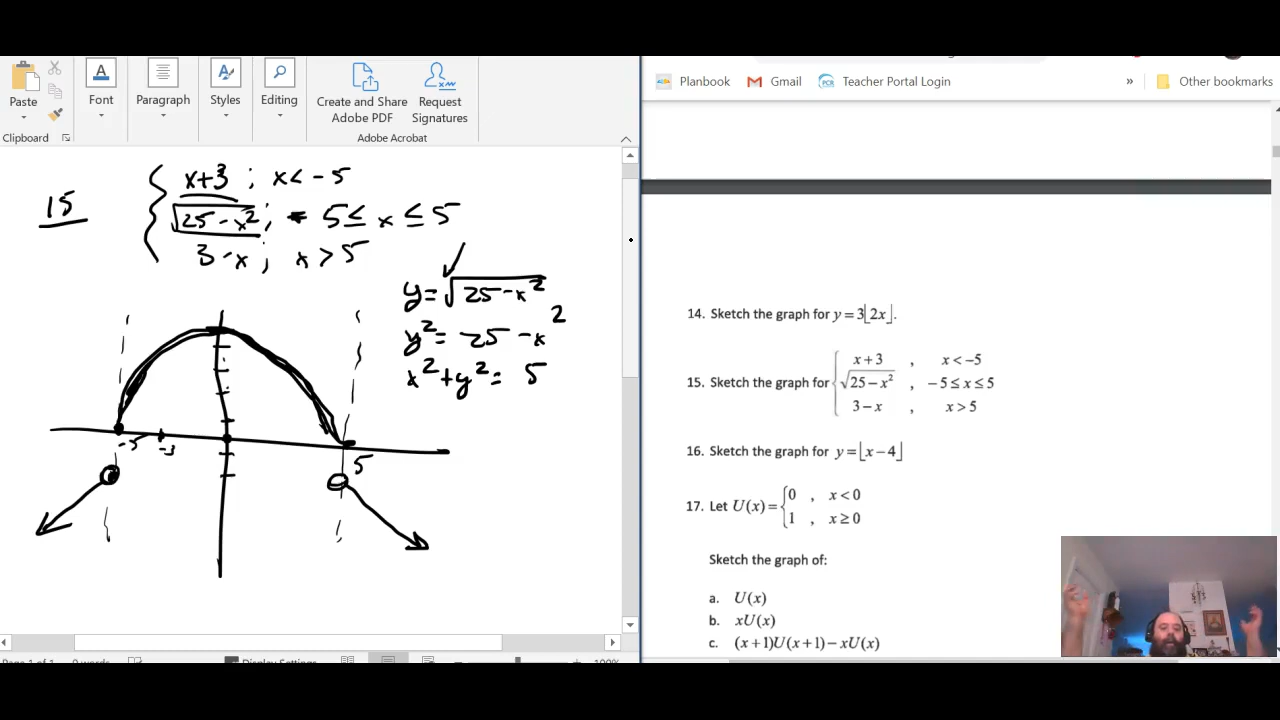 Planbook Gmail Teacher Portal Login » Other bookmarks
Paste Font Paragraph Styles Editing Create and Share Adobe PDF Request Signatures
Clipboard Adobe Acrobat
15
x+3 ; x < -5
√25-x² ; -5 ≤ x ≤ 5
3-x ; x > 5
y = √25-x²
y² = 25-x²
x²+y² = 5
-5 -3 5
14. Sketch the graph for y=3⌊2x⌋.
15. Sketch the graph for { x+3 , x<-5
√25-x² , -5≤x≤5
3-x , x>5
16. Sketch the graph for y=⌊x-4⌋
17. Let U(x)= { 0 , x<0
1 , x≥0
Sketch the graph of:
a. U(x)
b. xU(x)
c. (x+1)U(x+1)-xU(x)